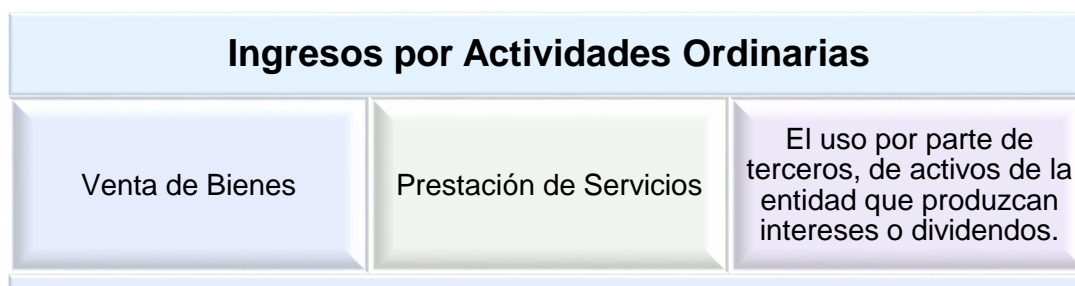 Ingresos por Actividades Ordinarias
Venta de Bienes
Prestación de Servicios
El uso por parte de
terceros, de activos de la
entidad que produzcan
intereses o dividendos.